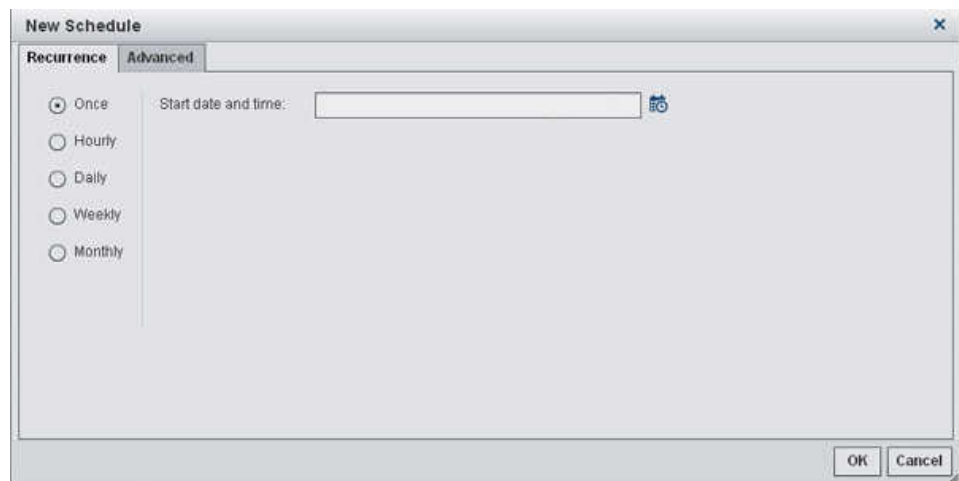 New Schedule
Recurrence Advanced
Once Start date and time:
Hourly
Daily
Weekly
Monthly
OK Cancel